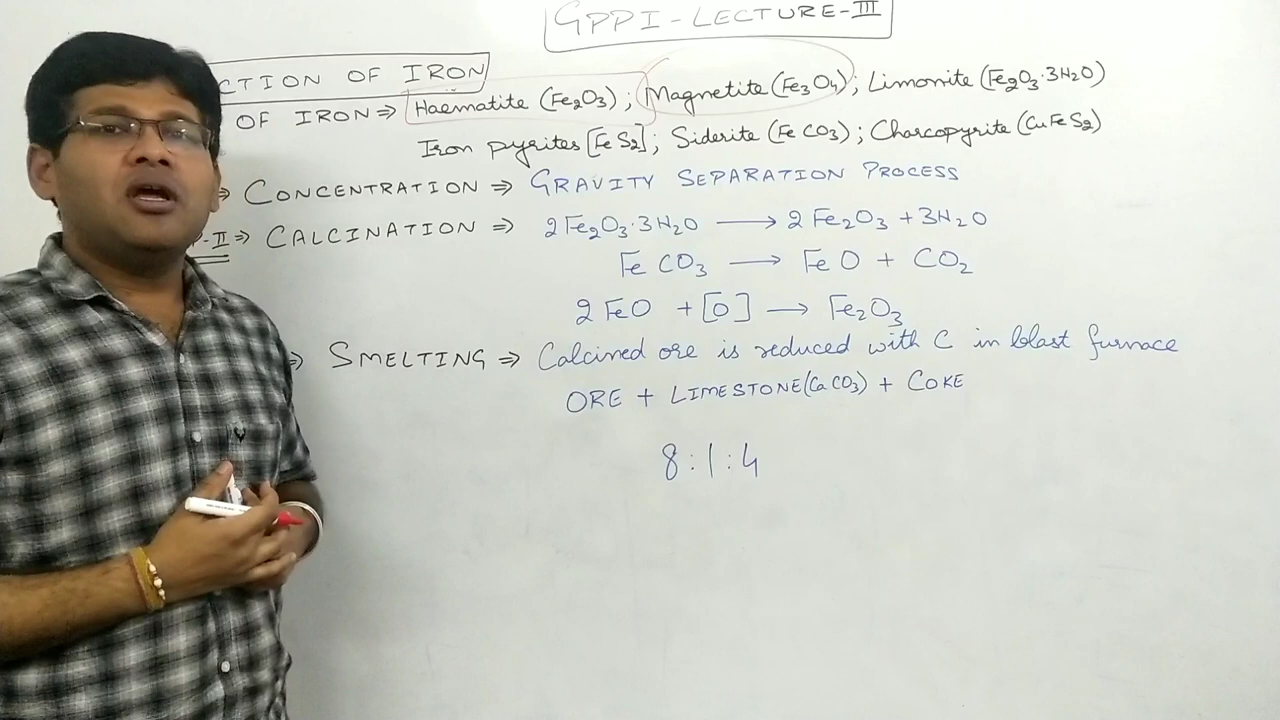 GPPI-LECTURE-III
CTION OF IRON
OF IRON ⇒ Haematite (Fe₂O₃) ; Magnetite (Fe₃O₄) ; Limonite (Fe₂O₃·3H₂O)
Iron pyrites [FeS₂] ; Siderite (FeCO₃) ; Charcopyrite (CuFeS₂)
⇒ CONCENTRATION ⇒ GRAVITY SEPARATION PROCESS
-II ⇒ CALCINATION ⇒ 2Fe₂O₃·3H₂O → 2Fe₂O₃ + 3H₂O
FeCO₃ → FeO + CO₂
2FeO + [O] → Fe₂O₃
⇒ SMELTING ⇒ Calcined ore is reduced with C in blast furnace
ORE + LIMESTONE(CaCO₃) + COKE
8 : 1 : 4